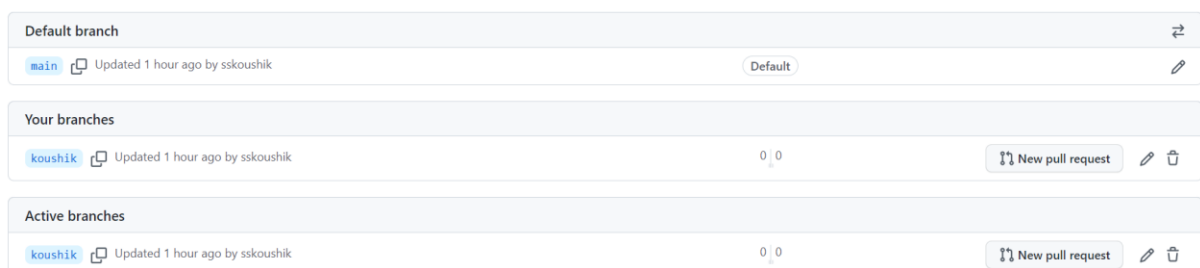 Default branch
main Updated 1 hour ago by sskoushik Default
Your branches
koushik Updated 1 hour ago by sskoushik 0 0 New pull request
Active branches
koushik Updated 1 hour ago by sskoushik 0 0 New pull request